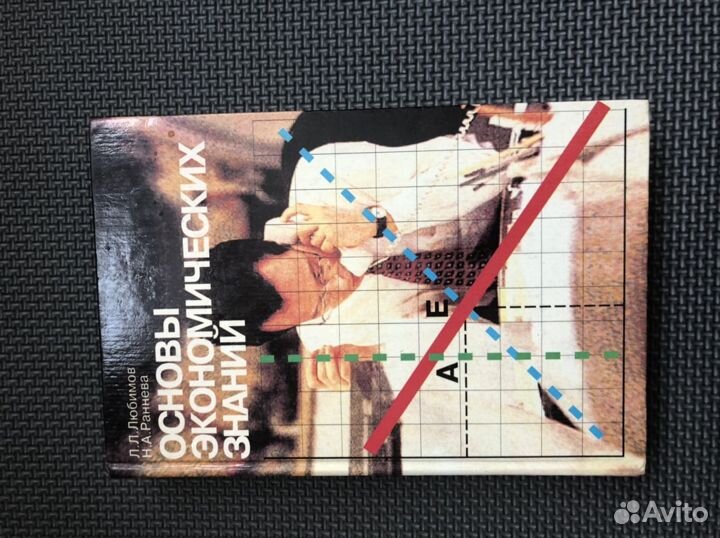 Л.Л.Любимов
Н.А.Раннева
ОСНОВЫ
ЭКОНОМИЧЕСКИХ
ЗНАНИЙ
A
E
Avito